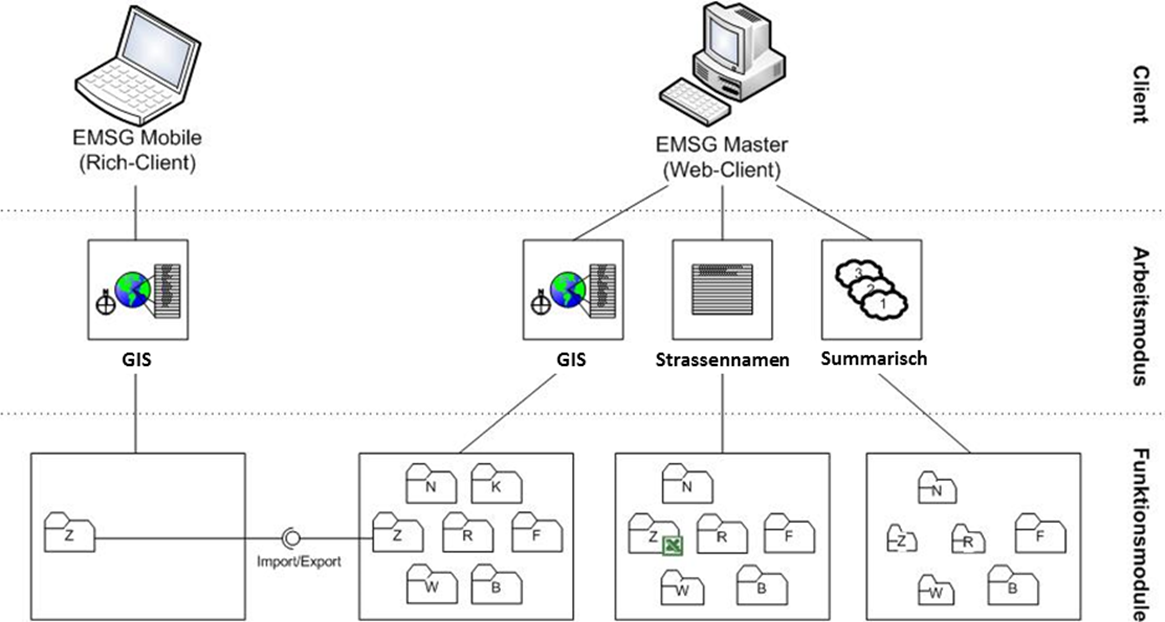 EMSG Mobile
(Rich-Client)
EMSG Master
(Web-Client)
Client
N
N
3
2
1
GIS
GIS
Strassennamen
Summarisch
Arbeitsmodus
N K
N
N
Z
Import/Export
Z R F
Z R F
Z R F
W B
W B
W B
Funktionsmodule